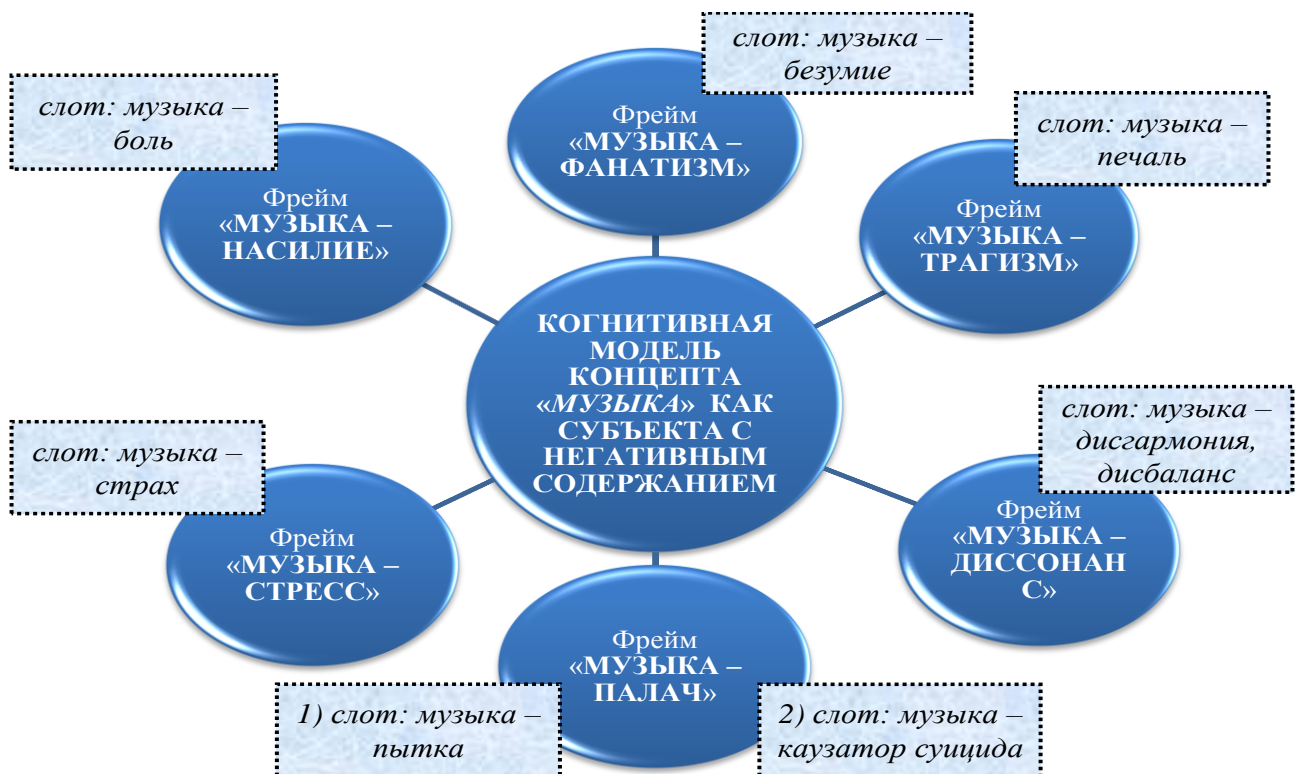 слот: музыка –
безумие
слот: музыка –
боль
Фрейм
«МУЗЫКА –
ФАНАТИЗМ»
слот: музыка –
печаль
Фрейм
«МУЗЫКА –
НАСИЛИЕ»
Фрейм
«МУЗЫКА –
ТРАГИЗМ»
КОГНИТИВНАЯ
МОДЕЛЬ
КОНЦЕПТА
«МУЗЫКА» КАК
СУБЪЕКТА С
НЕГАТИВНЫМ
СОДЕРЖАНИЕМ
слот: музыка –
дисгармония,
дисбаланс
слот: музыка –
страх
Фрейм
«МУЗЫКА –
СТРЕСС»
Фрейм
«МУЗЫКА –
ДИССОНАН
С»
Фрейм
«МУЗЫКА –
ПАЛАЧ»
1) слот: музыка –
пытка
2) слот: музыка –
каузатор суицида